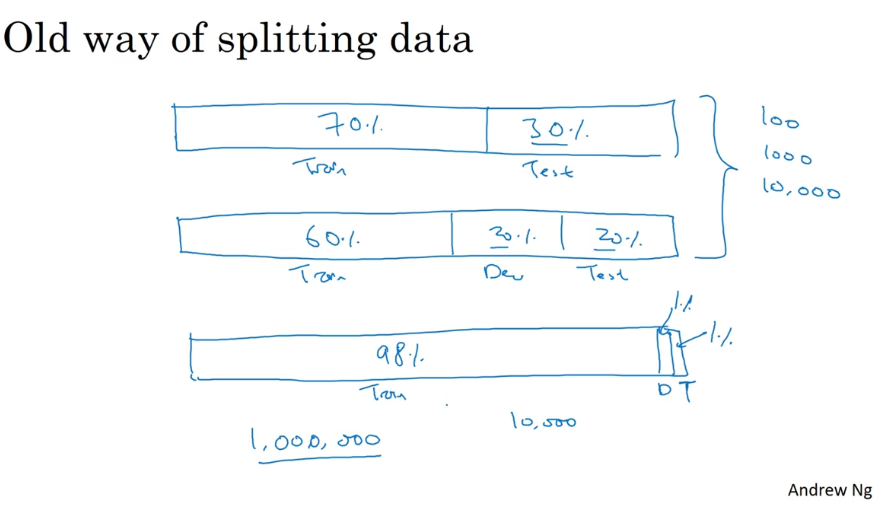 Old way of splitting data
70% 30%
Train Test
100
1000
10,000
60% 20% 20%
Train Dev Test
1% 1%
98%
Train D T
1,000,000 10,000
Andrew Ng